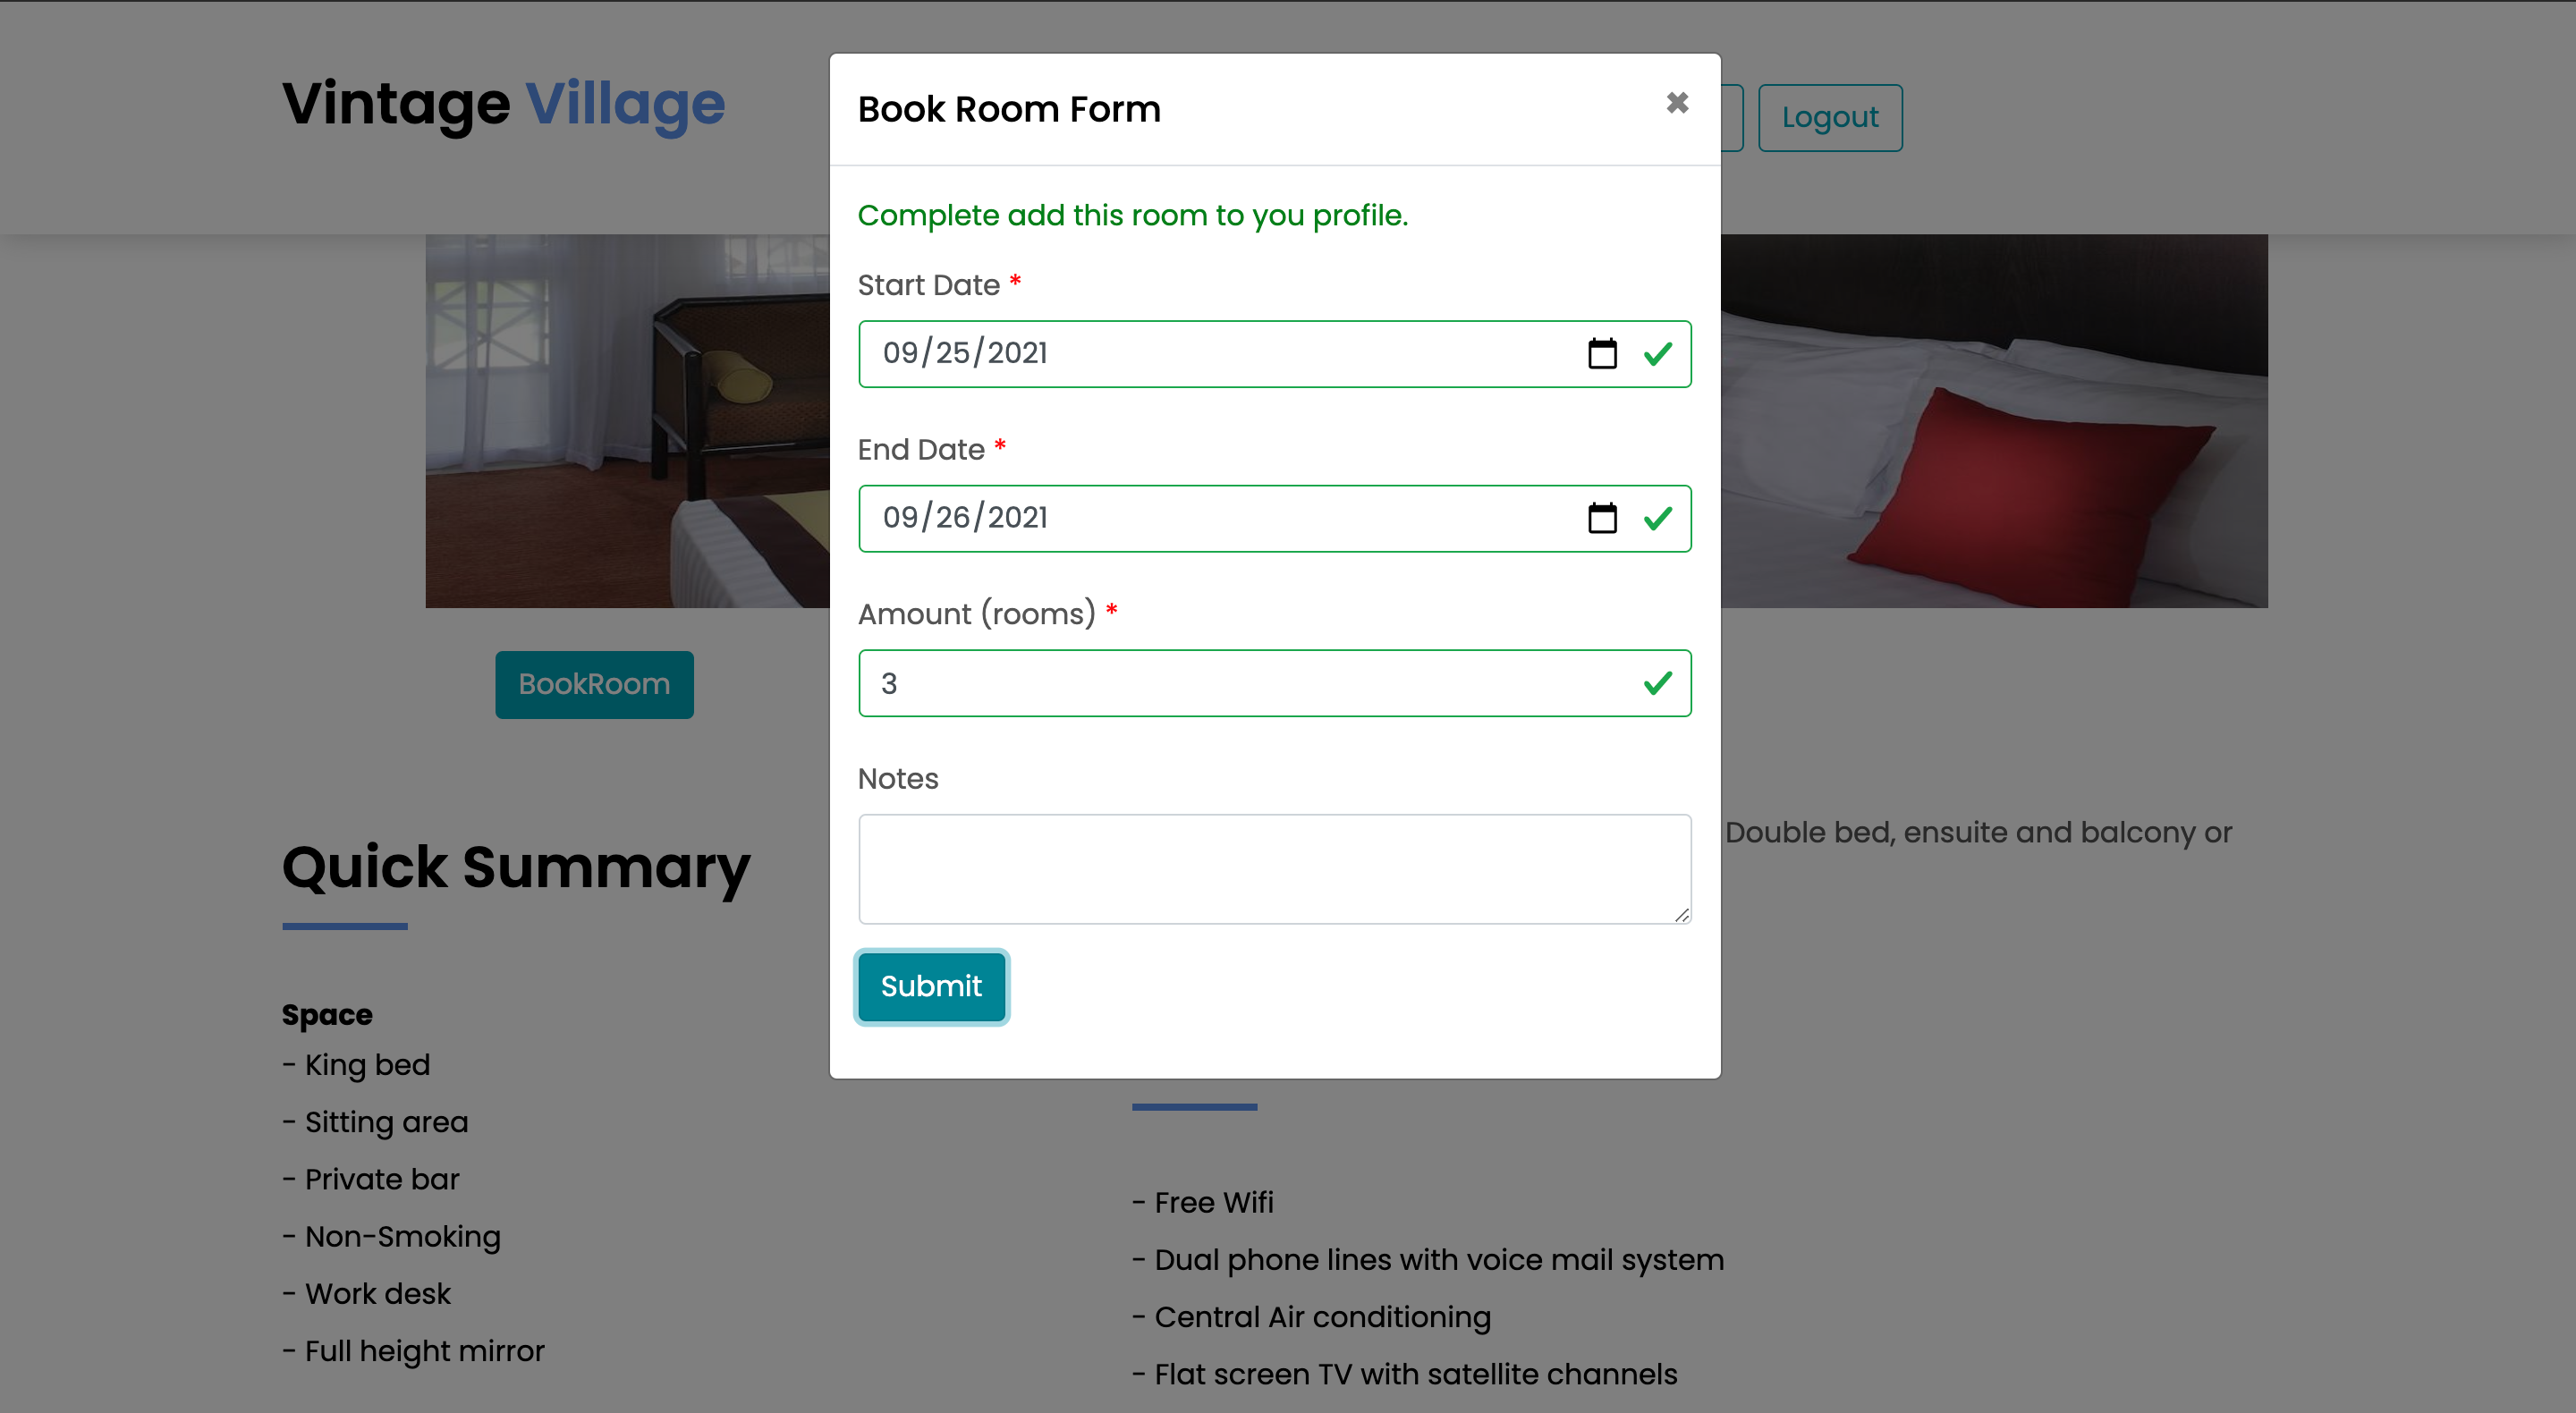 Vintage Village
Logout
Book Room Form
Complete add this room to you profile.
Start Date *
09/25/2021
End Date *
09/26/2021
Amount (rooms) *
3
Notes
Submit
BookRoom
Double bed, ensuite and balcony or
Quick Summary
Space
- King bed
- Sitting area
- Private bar
- Non-Smoking
- Work desk
- Full height mirror
- Free Wifi
- Dual phone lines with voice mail system
- Central Air conditioning
- Flat screen TV with satellite channels